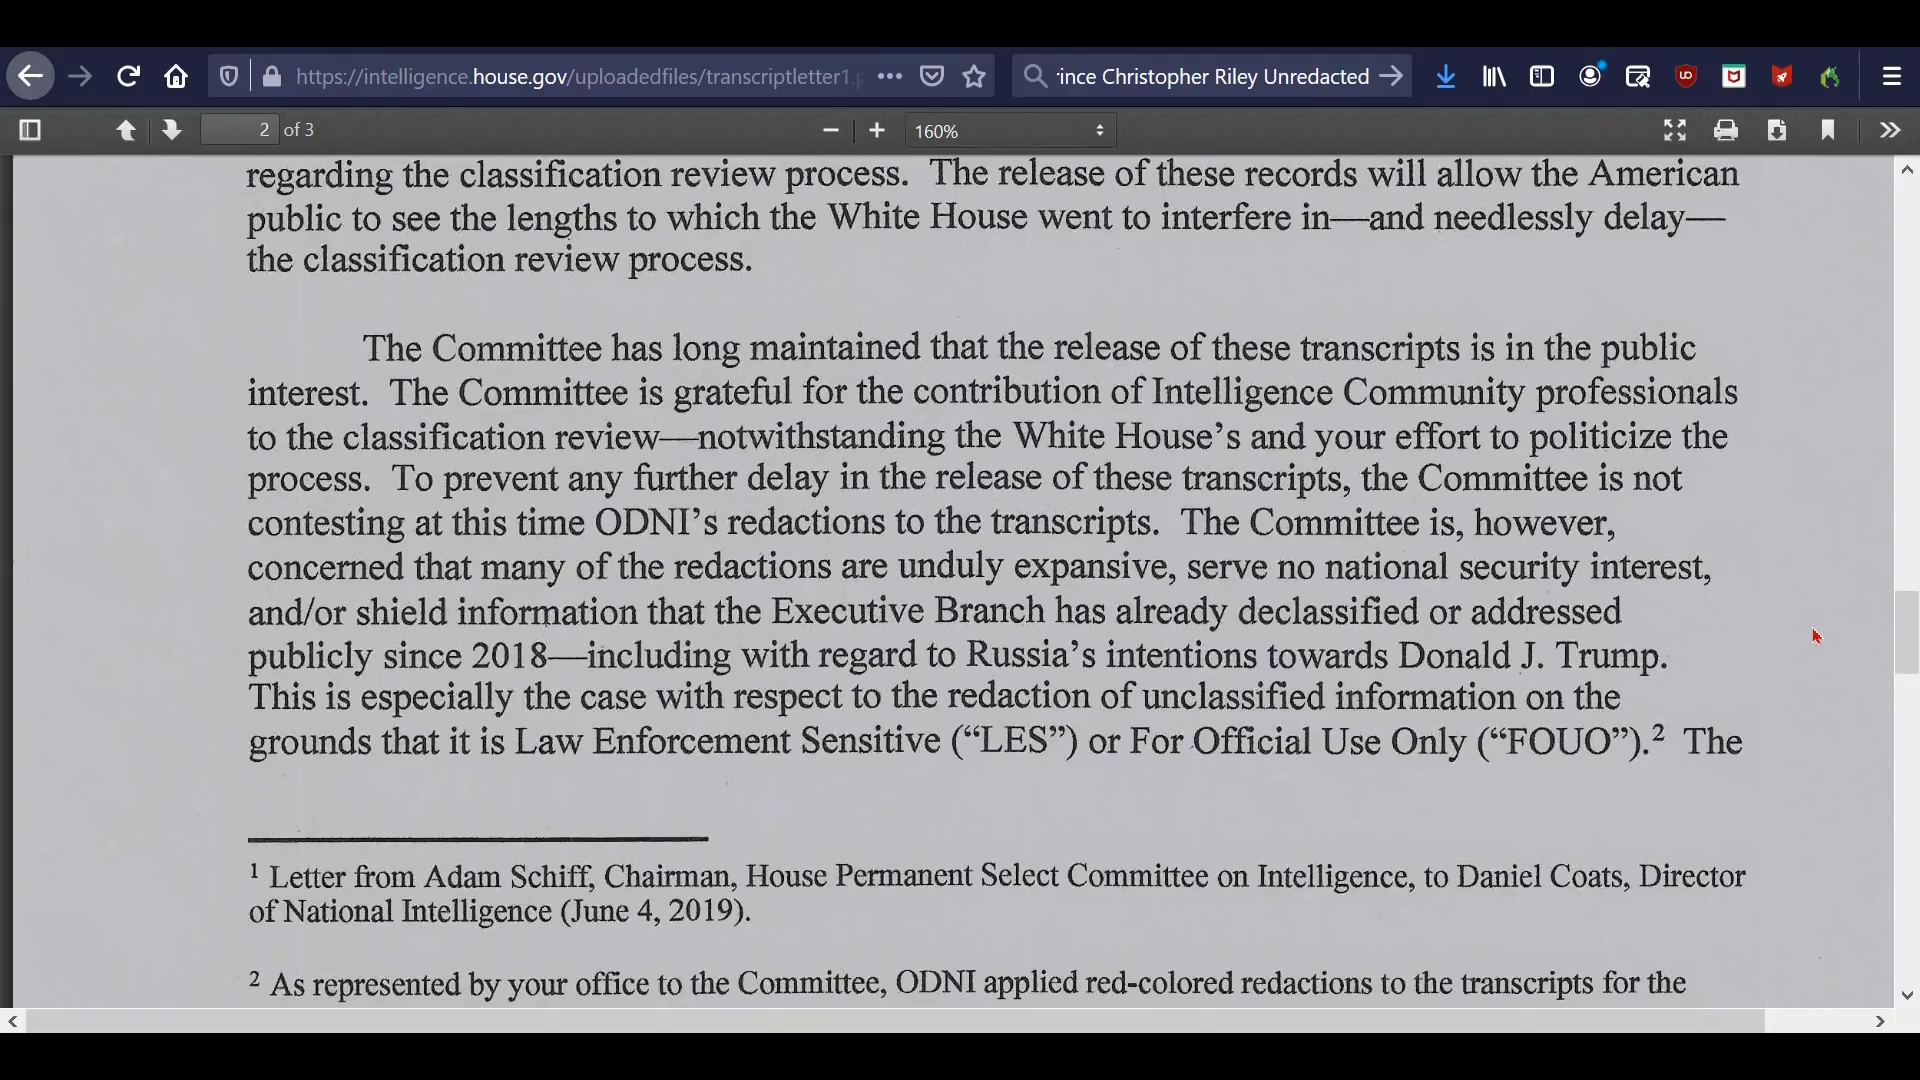 https://intelligence.house.gov/uploadedfiles/transcriptletter1.p
ince Christopher Riley Unredacted
2 of 3
160%
regarding the classification review process. The release of these records will allow the American
public to see the lengths to which the White House went to interfere in—and needlessly delay—
the classification review process.
The Committee has long maintained that the release of these transcripts is in the public
interest. The Committee is grateful for the contribution of Intelligence Community professionals
to the classification review—notwithstanding the White House's and your effort to politicize the
process. To prevent any further delay in the release of these transcripts, the Committee is not
contesting at this time ODNI's redactions to the transcripts. The Committee is, however,
concerned that many of the redactions are unduly expansive, serve no national security interest,
and/or shield information that the Executive Branch has already declassified or addressed
publicly since 2018—including with regard to Russia's intentions towards Donald J. Trump.
This is especially the case with respect to the redaction of unclassified information on the
grounds that it is Law Enforcement Sensitive ("LES") or For Official Use Only ("FOUO").2 The
1 Letter from Adam Schiff, Chairman, House Permanent Select Committee on Intelligence, to Daniel Coats, Director
of National Intelligence (June 4, 2019).
2 As represented by your office to the Committee, ODNI applied red-colored redactions to the transcripts for the